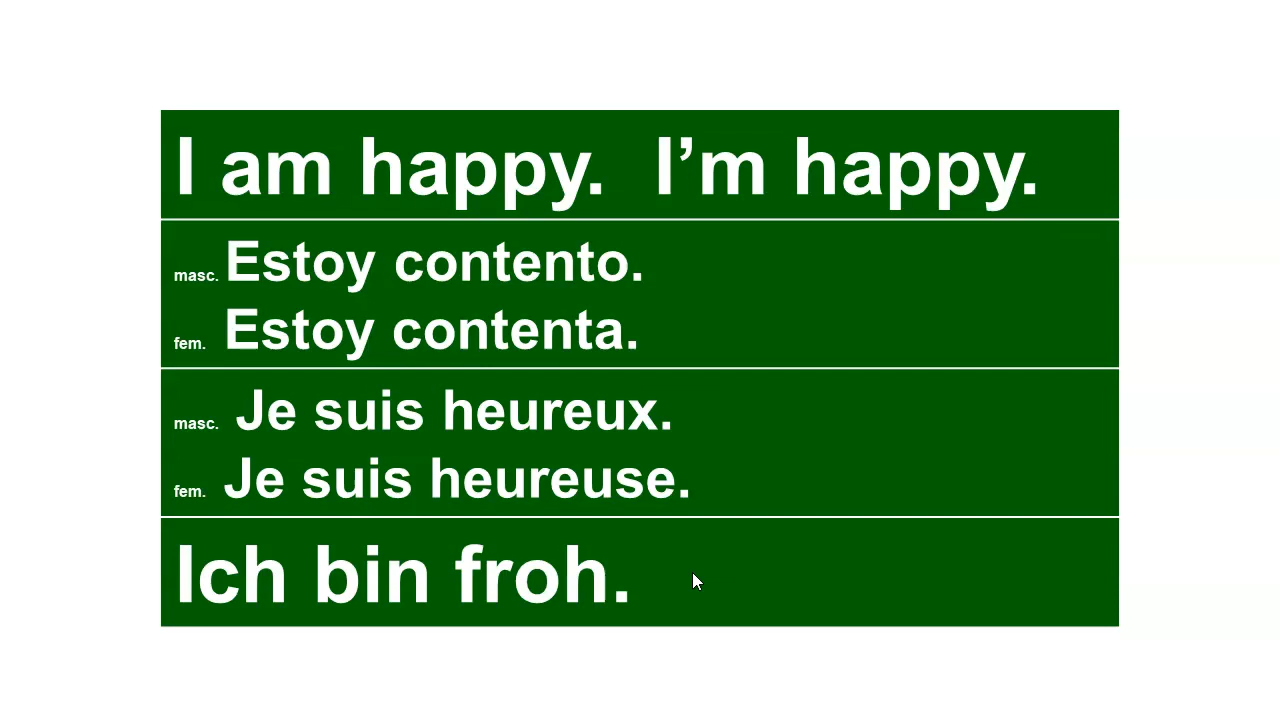 I am happy. I’m happy.
masc. Estoy contento.
fem. Estoy contenta.
masc. Je suis heureux.
fem. Je suis heureuse.
Ich bin froh.